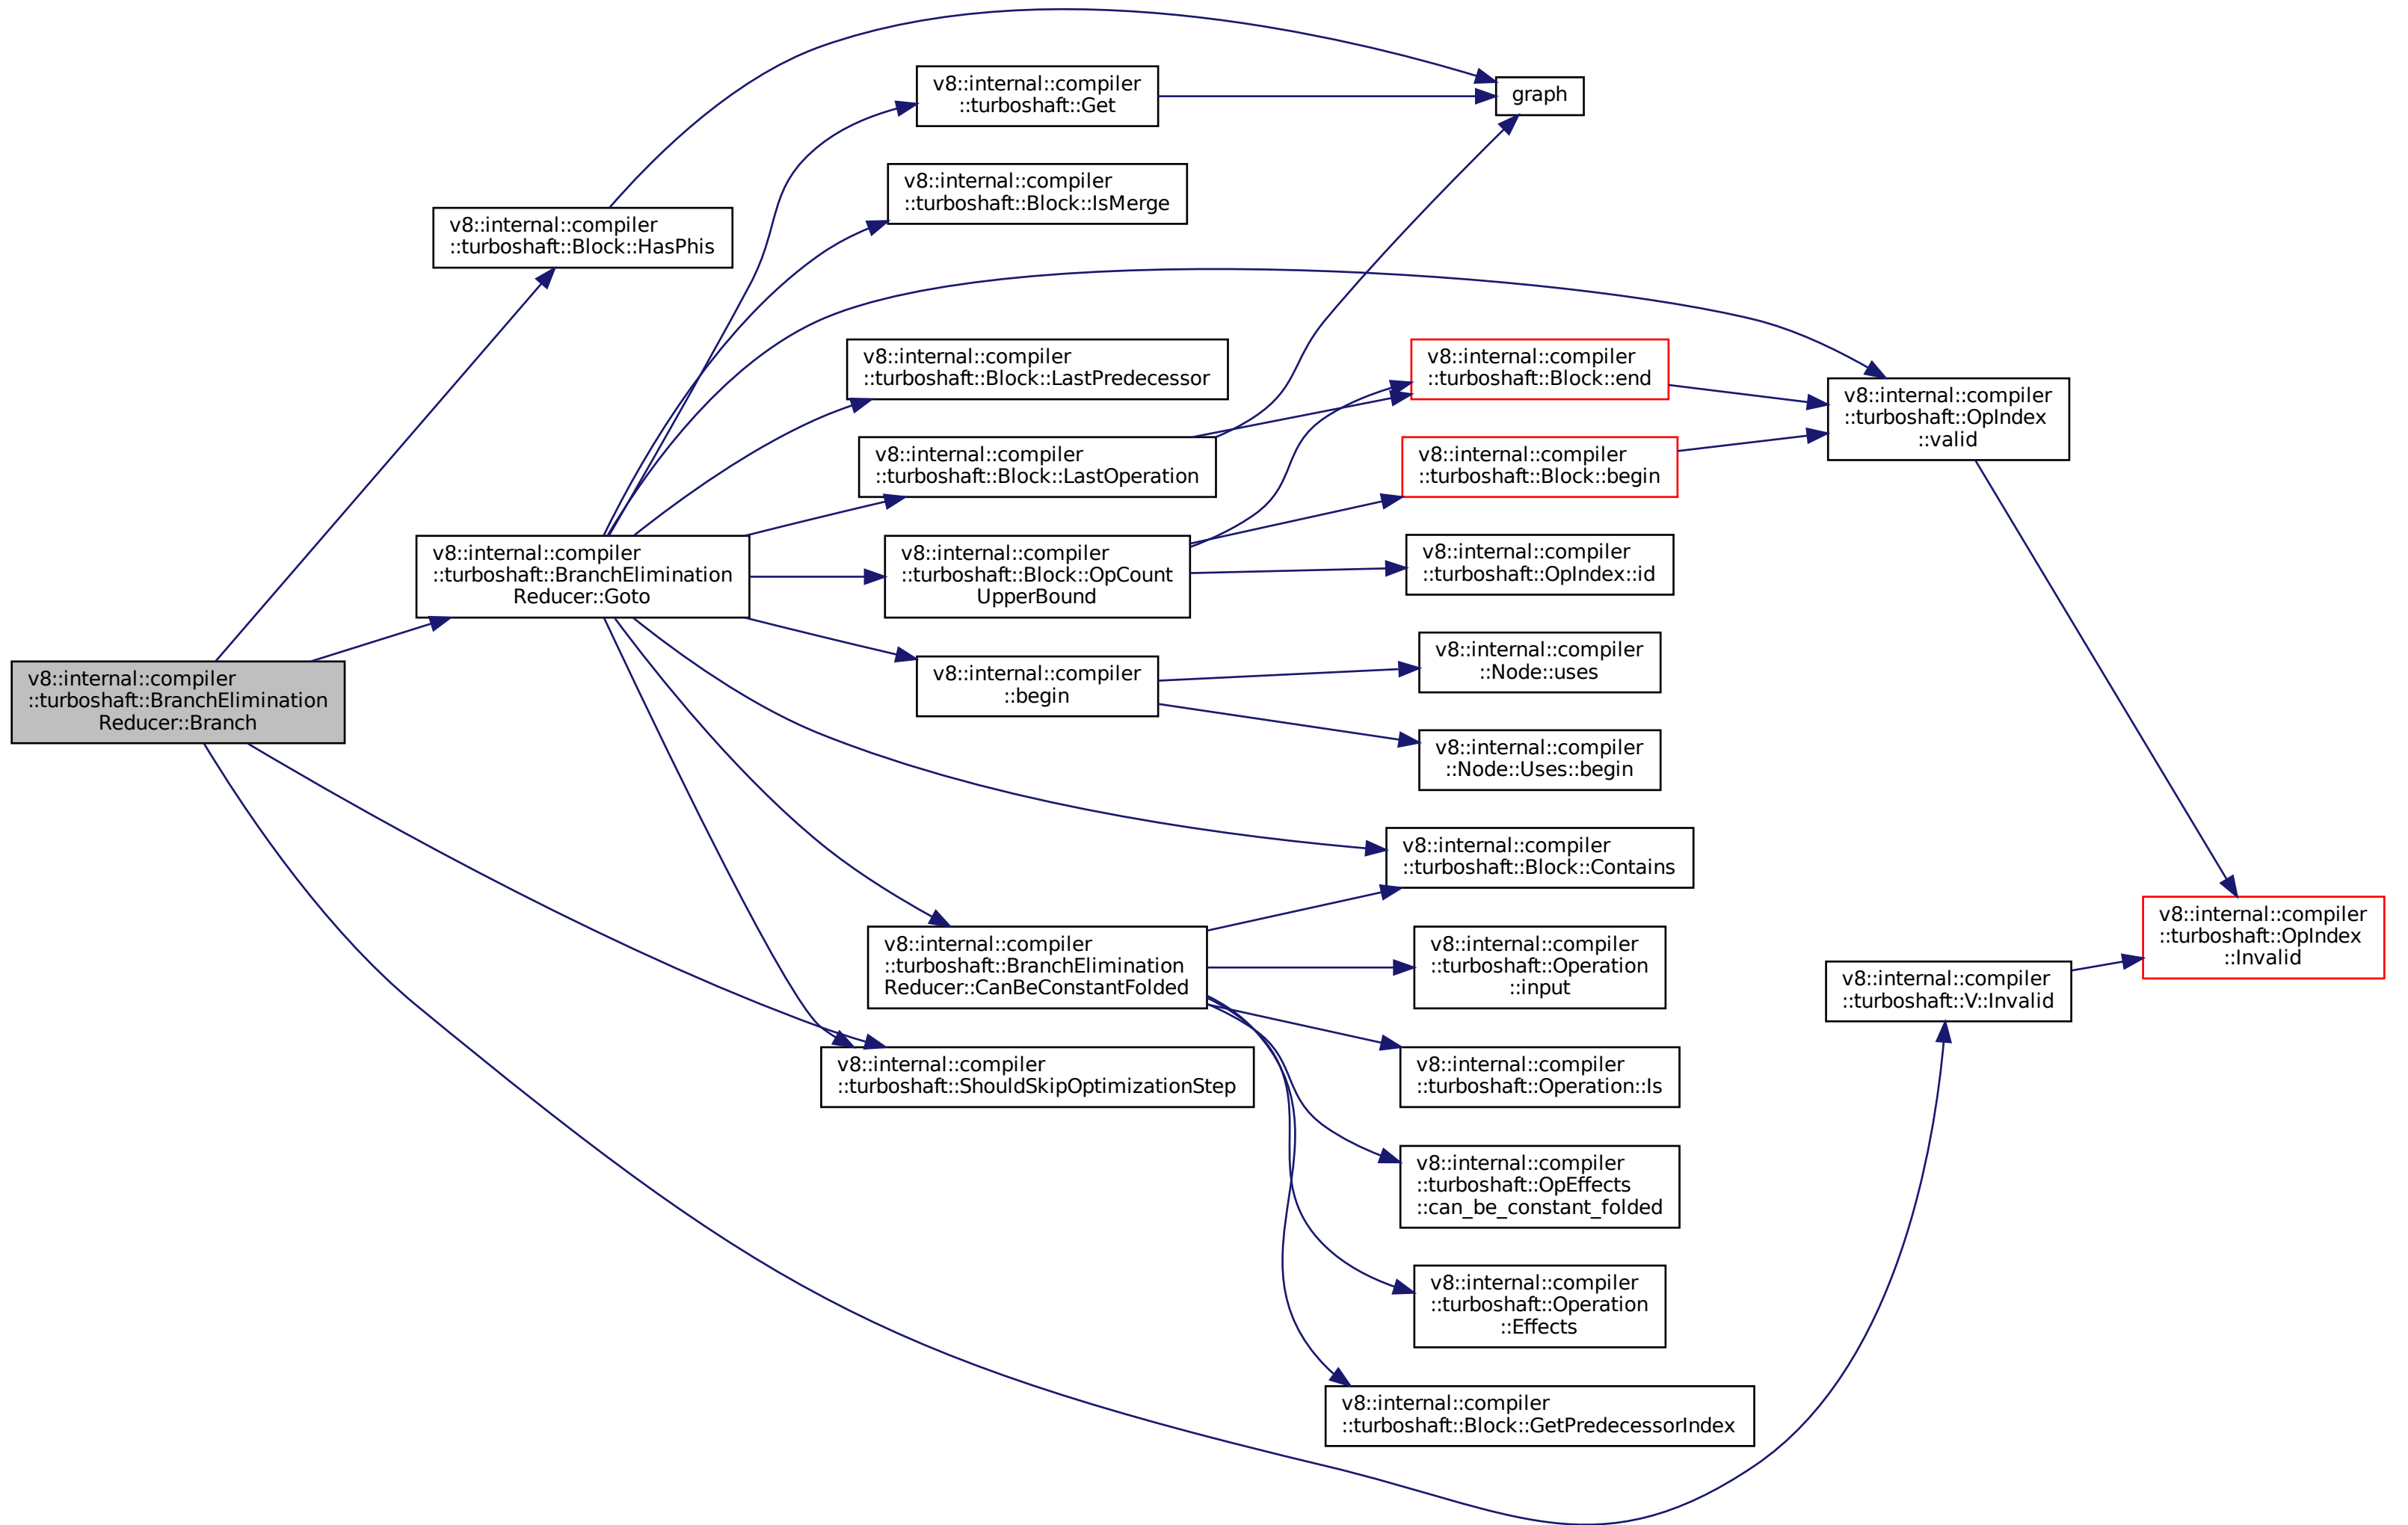 v8::internal::compiler
::turboshaft::BranchElimination
Reducer::Branch
v8::internal::compiler
::turboshaft::Block::HasPhis
v8::internal::compiler
::turboshaft::BranchElimination
Reducer::Goto
v8::internal::compiler
::turboshaft::Get
v8::internal::compiler
::turboshaft::Block::IsMerge
v8::internal::compiler
::turboshaft::Block::LastPredecessor
v8::internal::compiler
::turboshaft::Block::LastOperation
v8::internal::compiler
::turboshaft::Block::OpCount
UpperBound
v8::internal::compiler
::begin
v8::internal::compiler
::turboshaft::BranchElimination
Reducer::CanBeConstantFolded
v8::internal::compiler
::turboshaft::ShouldSkipOptimizationStep
graph
v8::internal::compiler
::turboshaft::Block::end
v8::internal::compiler
::turboshaft::Block::begin
v8::internal::compiler
::turboshaft::OpIndex::id
v8::internal::compiler
::Node::uses
v8::internal::compiler
::Node::Uses::begin
v8::internal::compiler
::turboshaft::Block::Contains
v8::internal::compiler
::turboshaft::Operation
::input
v8::internal::compiler
::turboshaft::Operation::Is
v8::internal::compiler
::turboshaft::OpEffects
::can_be_constant_folded
v8::internal::compiler
::turboshaft::Operation
::Effects
v8::internal::compiler
::turboshaft::Block::GetPredecessorIndex
v8::internal::compiler
::turboshaft::OpIndex
::valid
v8::internal::compiler
::turboshaft::V::Invalid
v8::internal::compiler
::turboshaft::OpIndex
::Invalid